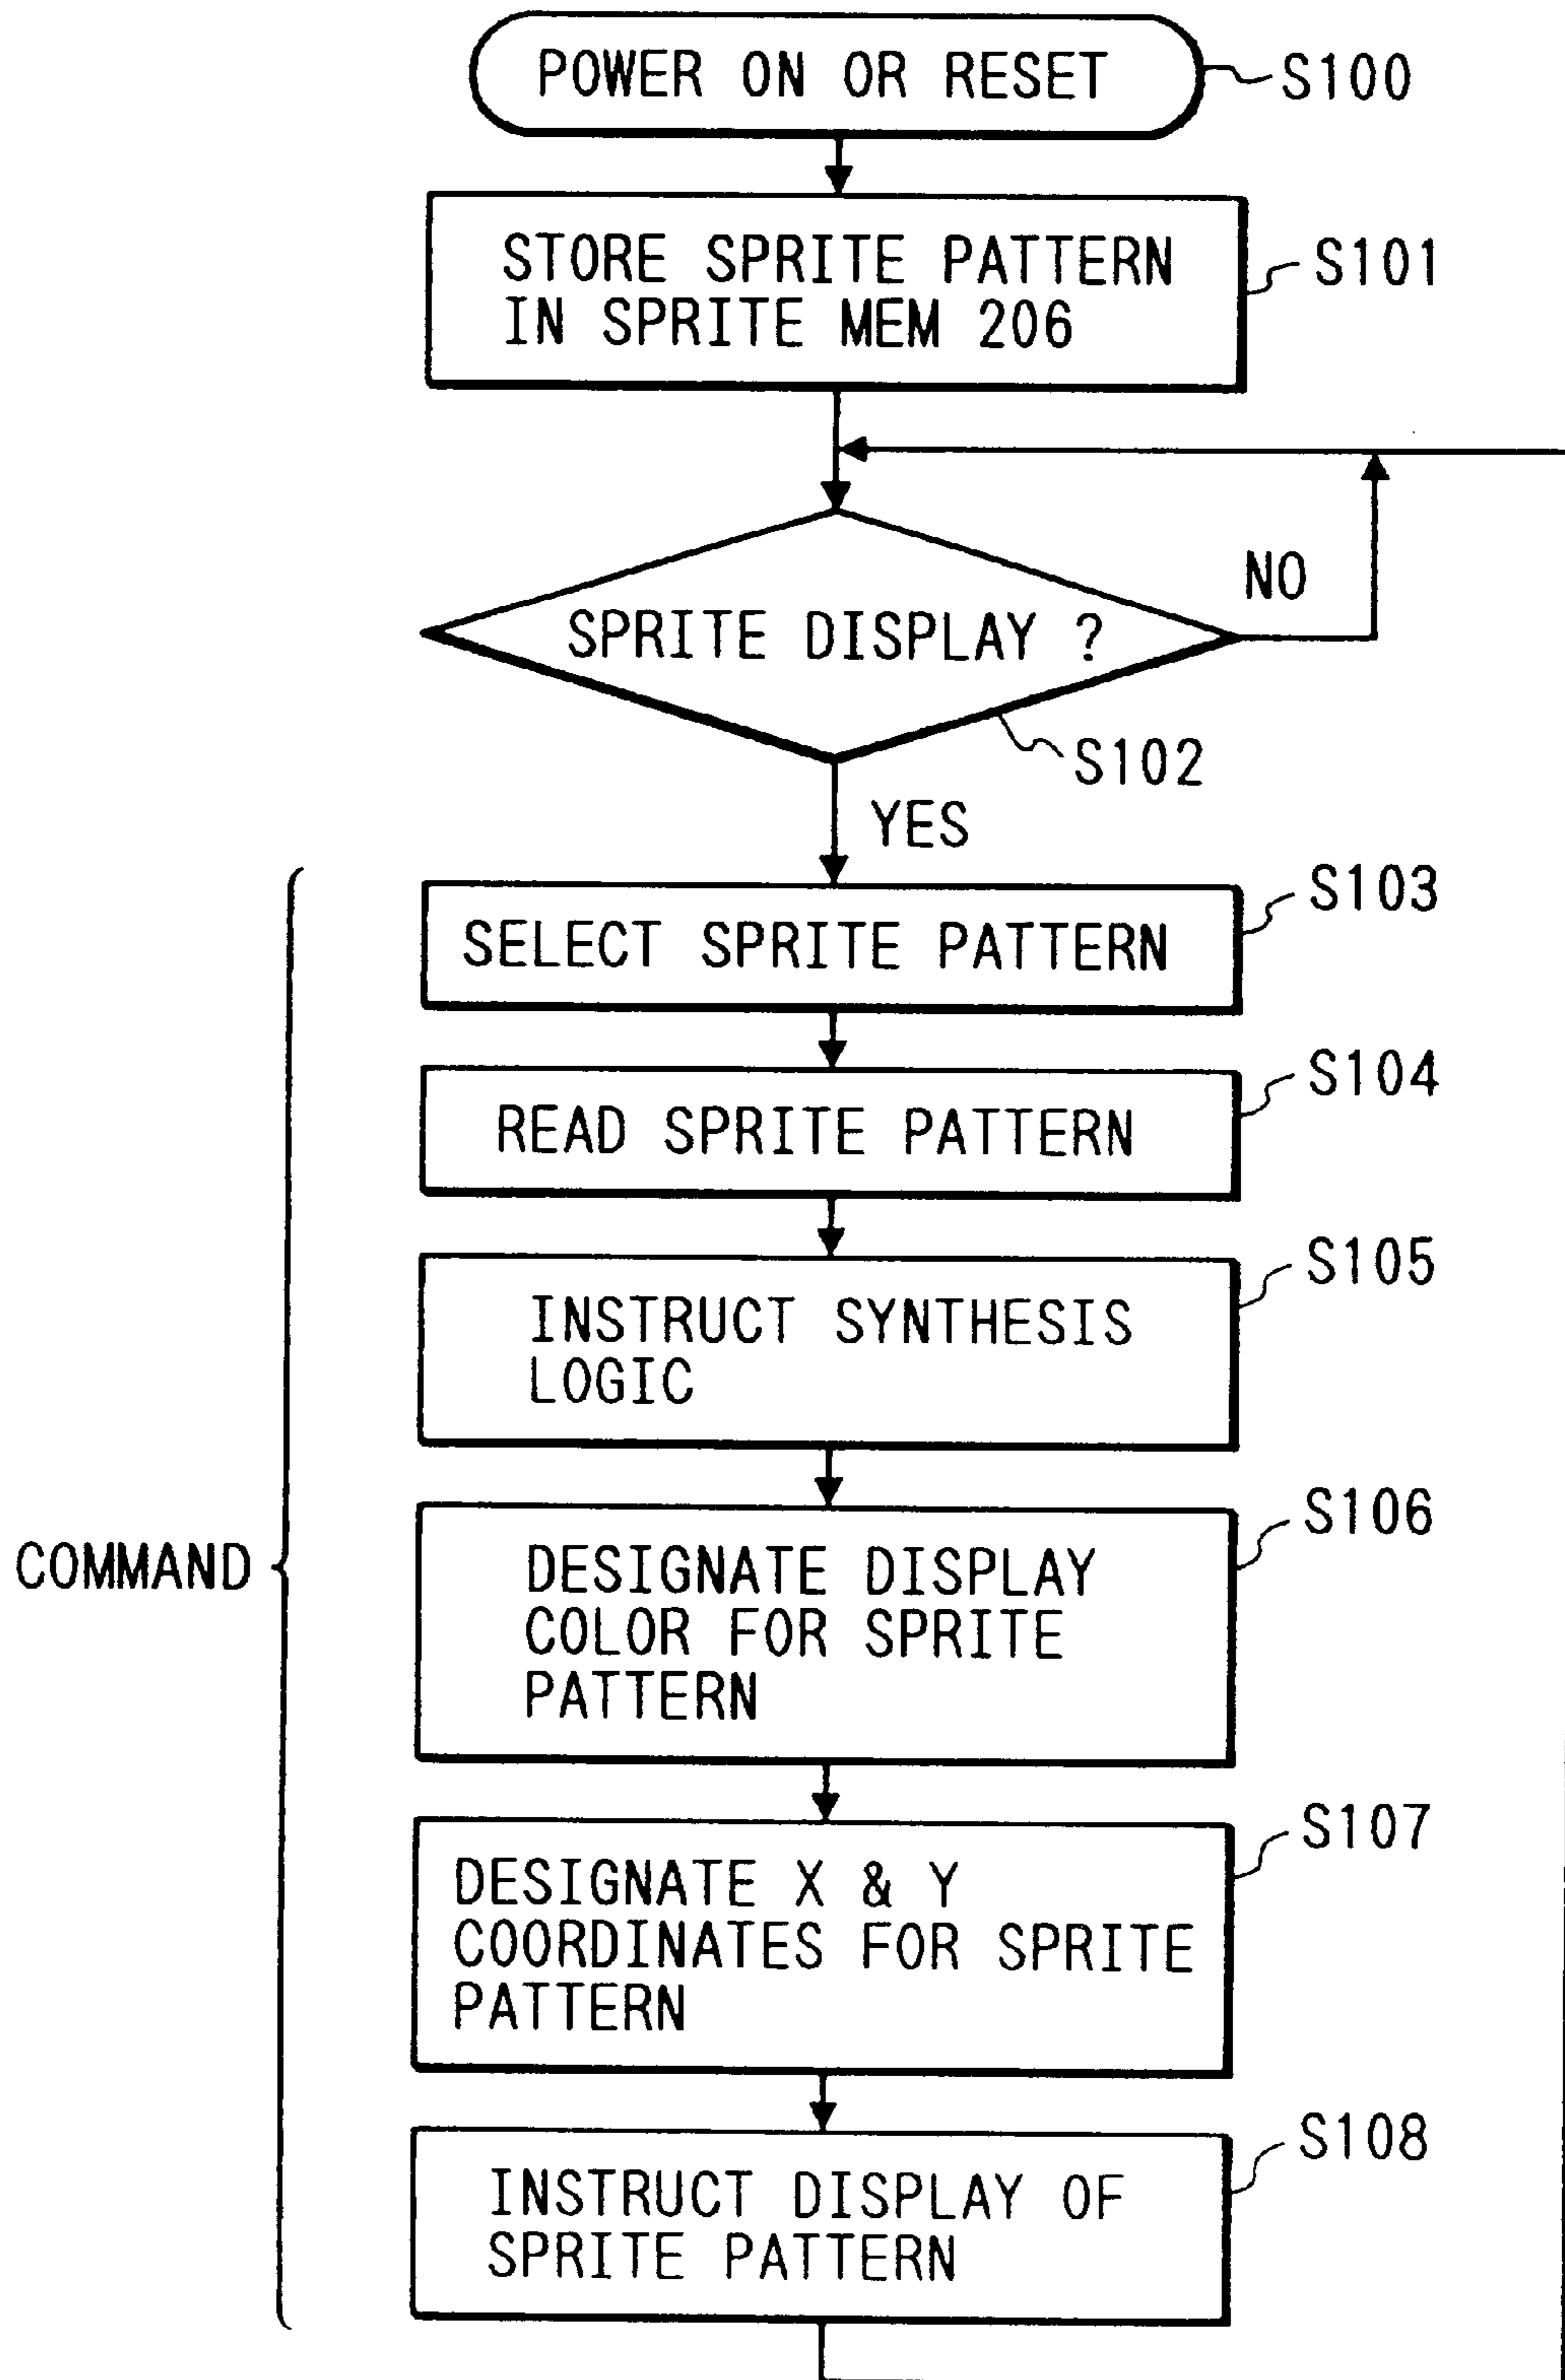 POWER ON OR RESET
S100
STORE SPRITE PATTERN
IN SPRITE MEM 206
S101
SPRITE DISPLAY ?
NO
S102
YES
COMMAND
SELECT SPRITE PATTERN
S103
READ SPRITE PATTERN
S104
INSTRUCT SYNTHESIS
LOGIC
S105
DESIGNATE DISPLAY
COLOR FOR SPRITE
PATTERN
S106
DESIGNATE X & Y
COORDINATES FOR SPRITE
PATTERN
S107
INSTRUCT DISPLAY OF
SPRITE PATTERN
S108